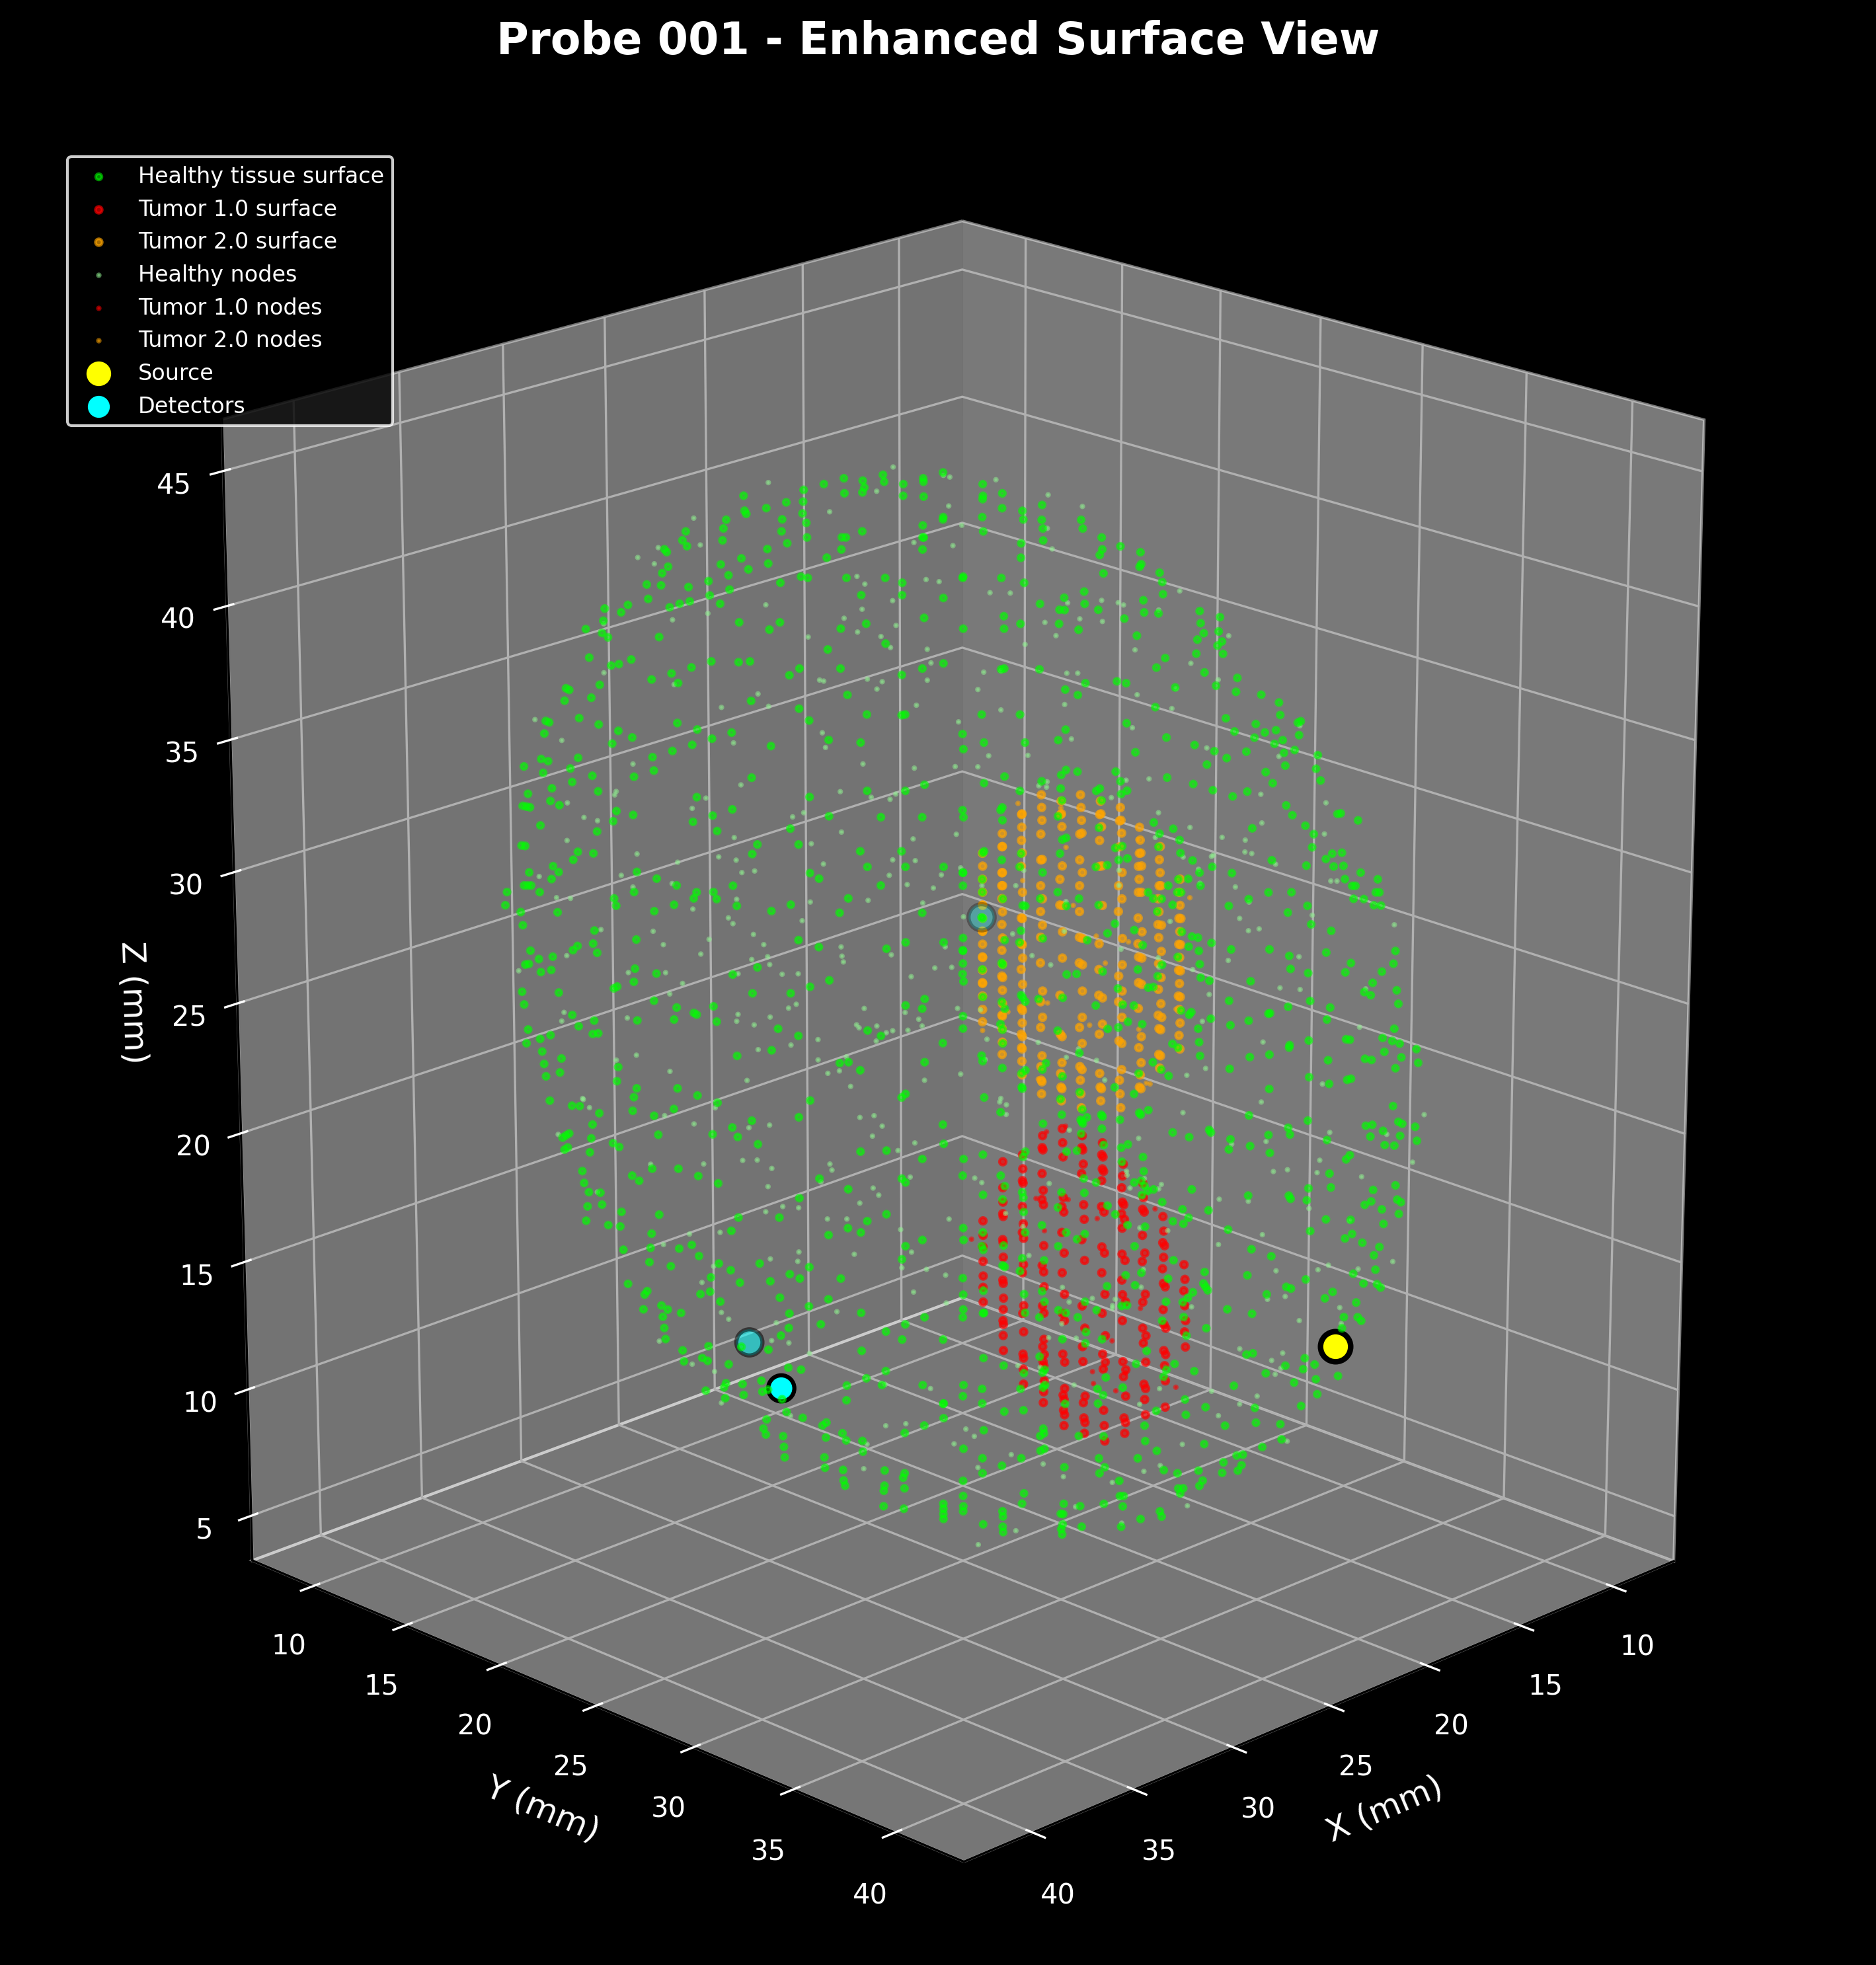 Probe 001 - Enhanced Surface View
Healthy tissue surface
Tumor 1.0 surface
Tumor 2.0 surface
Healthy nodes
Tumor 1.0 nodes
Tumor 2.0 nodes
Source
Detectors
45
40
35
30
25
20
15
10
5
Z (mm)
10
15
20
25
30
35
40
Y (mm)
10
15
20
25
30
35
40
X (mm)